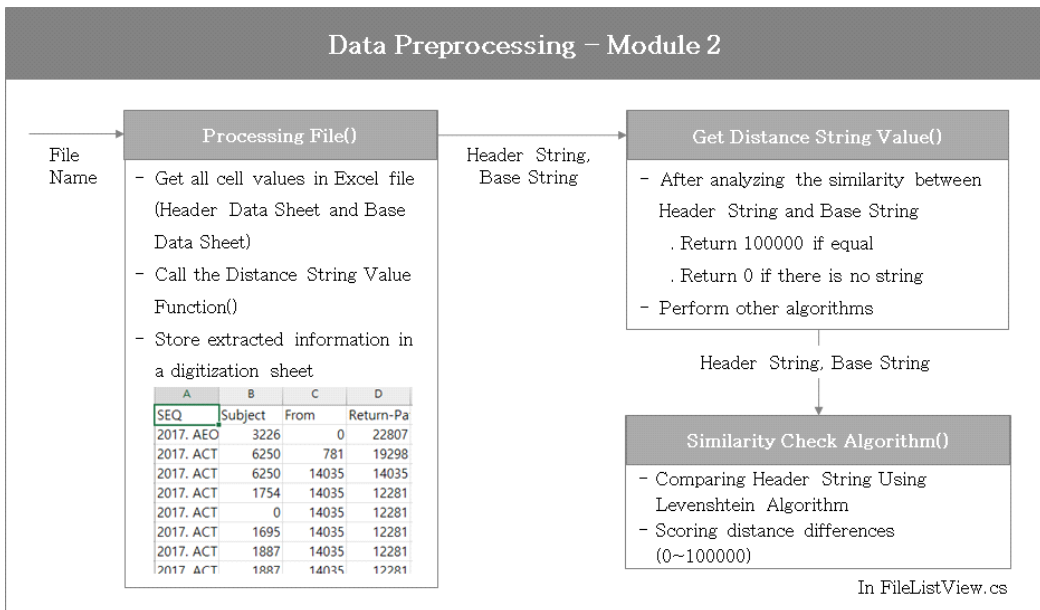 Data Preprocessing - Module 2
File
Name
Processing File()
- Get all cell values in Excel file
(Header Data Sheet and Base
Data Sheet)
- Call the Distance String Value
Function()
- Store extracted information in
a digitization sheet
A B C D
SEQ Subject From Return-Pa
2017. AEO 3226 0 22807
2017. ACT 6250 781 19298
2017. ACT 6250 14035 14035
2017. ACT 1754 14035 12281
2017. ACT 0 14035 12281
2017. ACT 1695 14035 12281
2017. ACT 1887 14035 12281
2017. ACT 1887 14035 12281
Header String,
Base String
Get Distance String Value()
- After analyzing the similarity between
Header String and Base String
. Return 100000 if equal
. Return 0 if there is no string
- Perform other algorithms
Header String, Base String
Similarity Check Algorithm()
- Comparing Header String Using
Levenshtein Algorithm
- Scoring distance differences
(0~100000)
In FileListView.cs